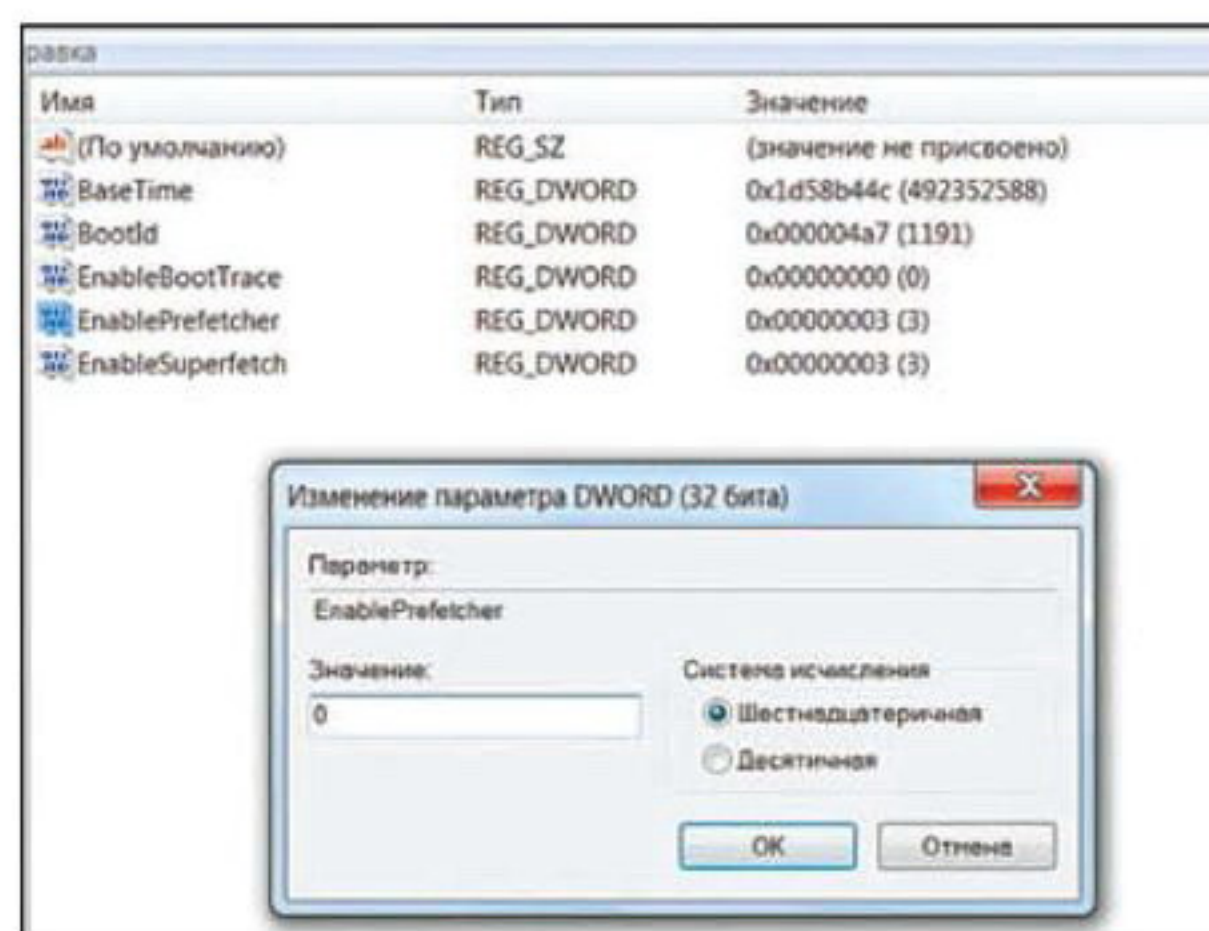 равка
Имя Тип Значение
(По умолчанию) REG_SZ (значение не присвоено)
BaseTime REG_DWORD 0x1d58b44c (492352588)
BootId REG_DWORD 0x000004a7 (1191)
EnableBootTrace REG_DWORD 0x00000000 (0)
EnablePrefetcher REG_DWORD 0x00000003 (3)
EnableSuperfetch REG_DWORD 0x00000003 (3)
Изменение параметра DWORD (32 бита)
Параметр:
EnablePrefetcher
Значение: Система исчисления
0 Шестнадцатеричная
Десятичная
ОК Отмена